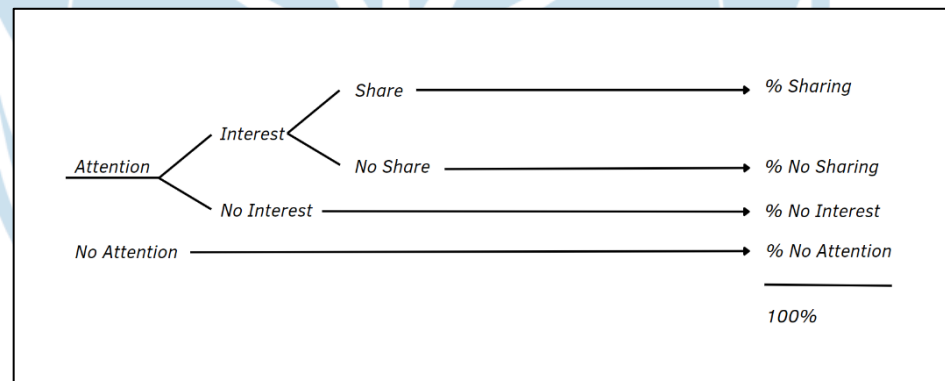 Share
% Sharing
Interest
Attention
No Share
% No Sharing
No Interest
% No Interest
No Attention
% No Attention
100%